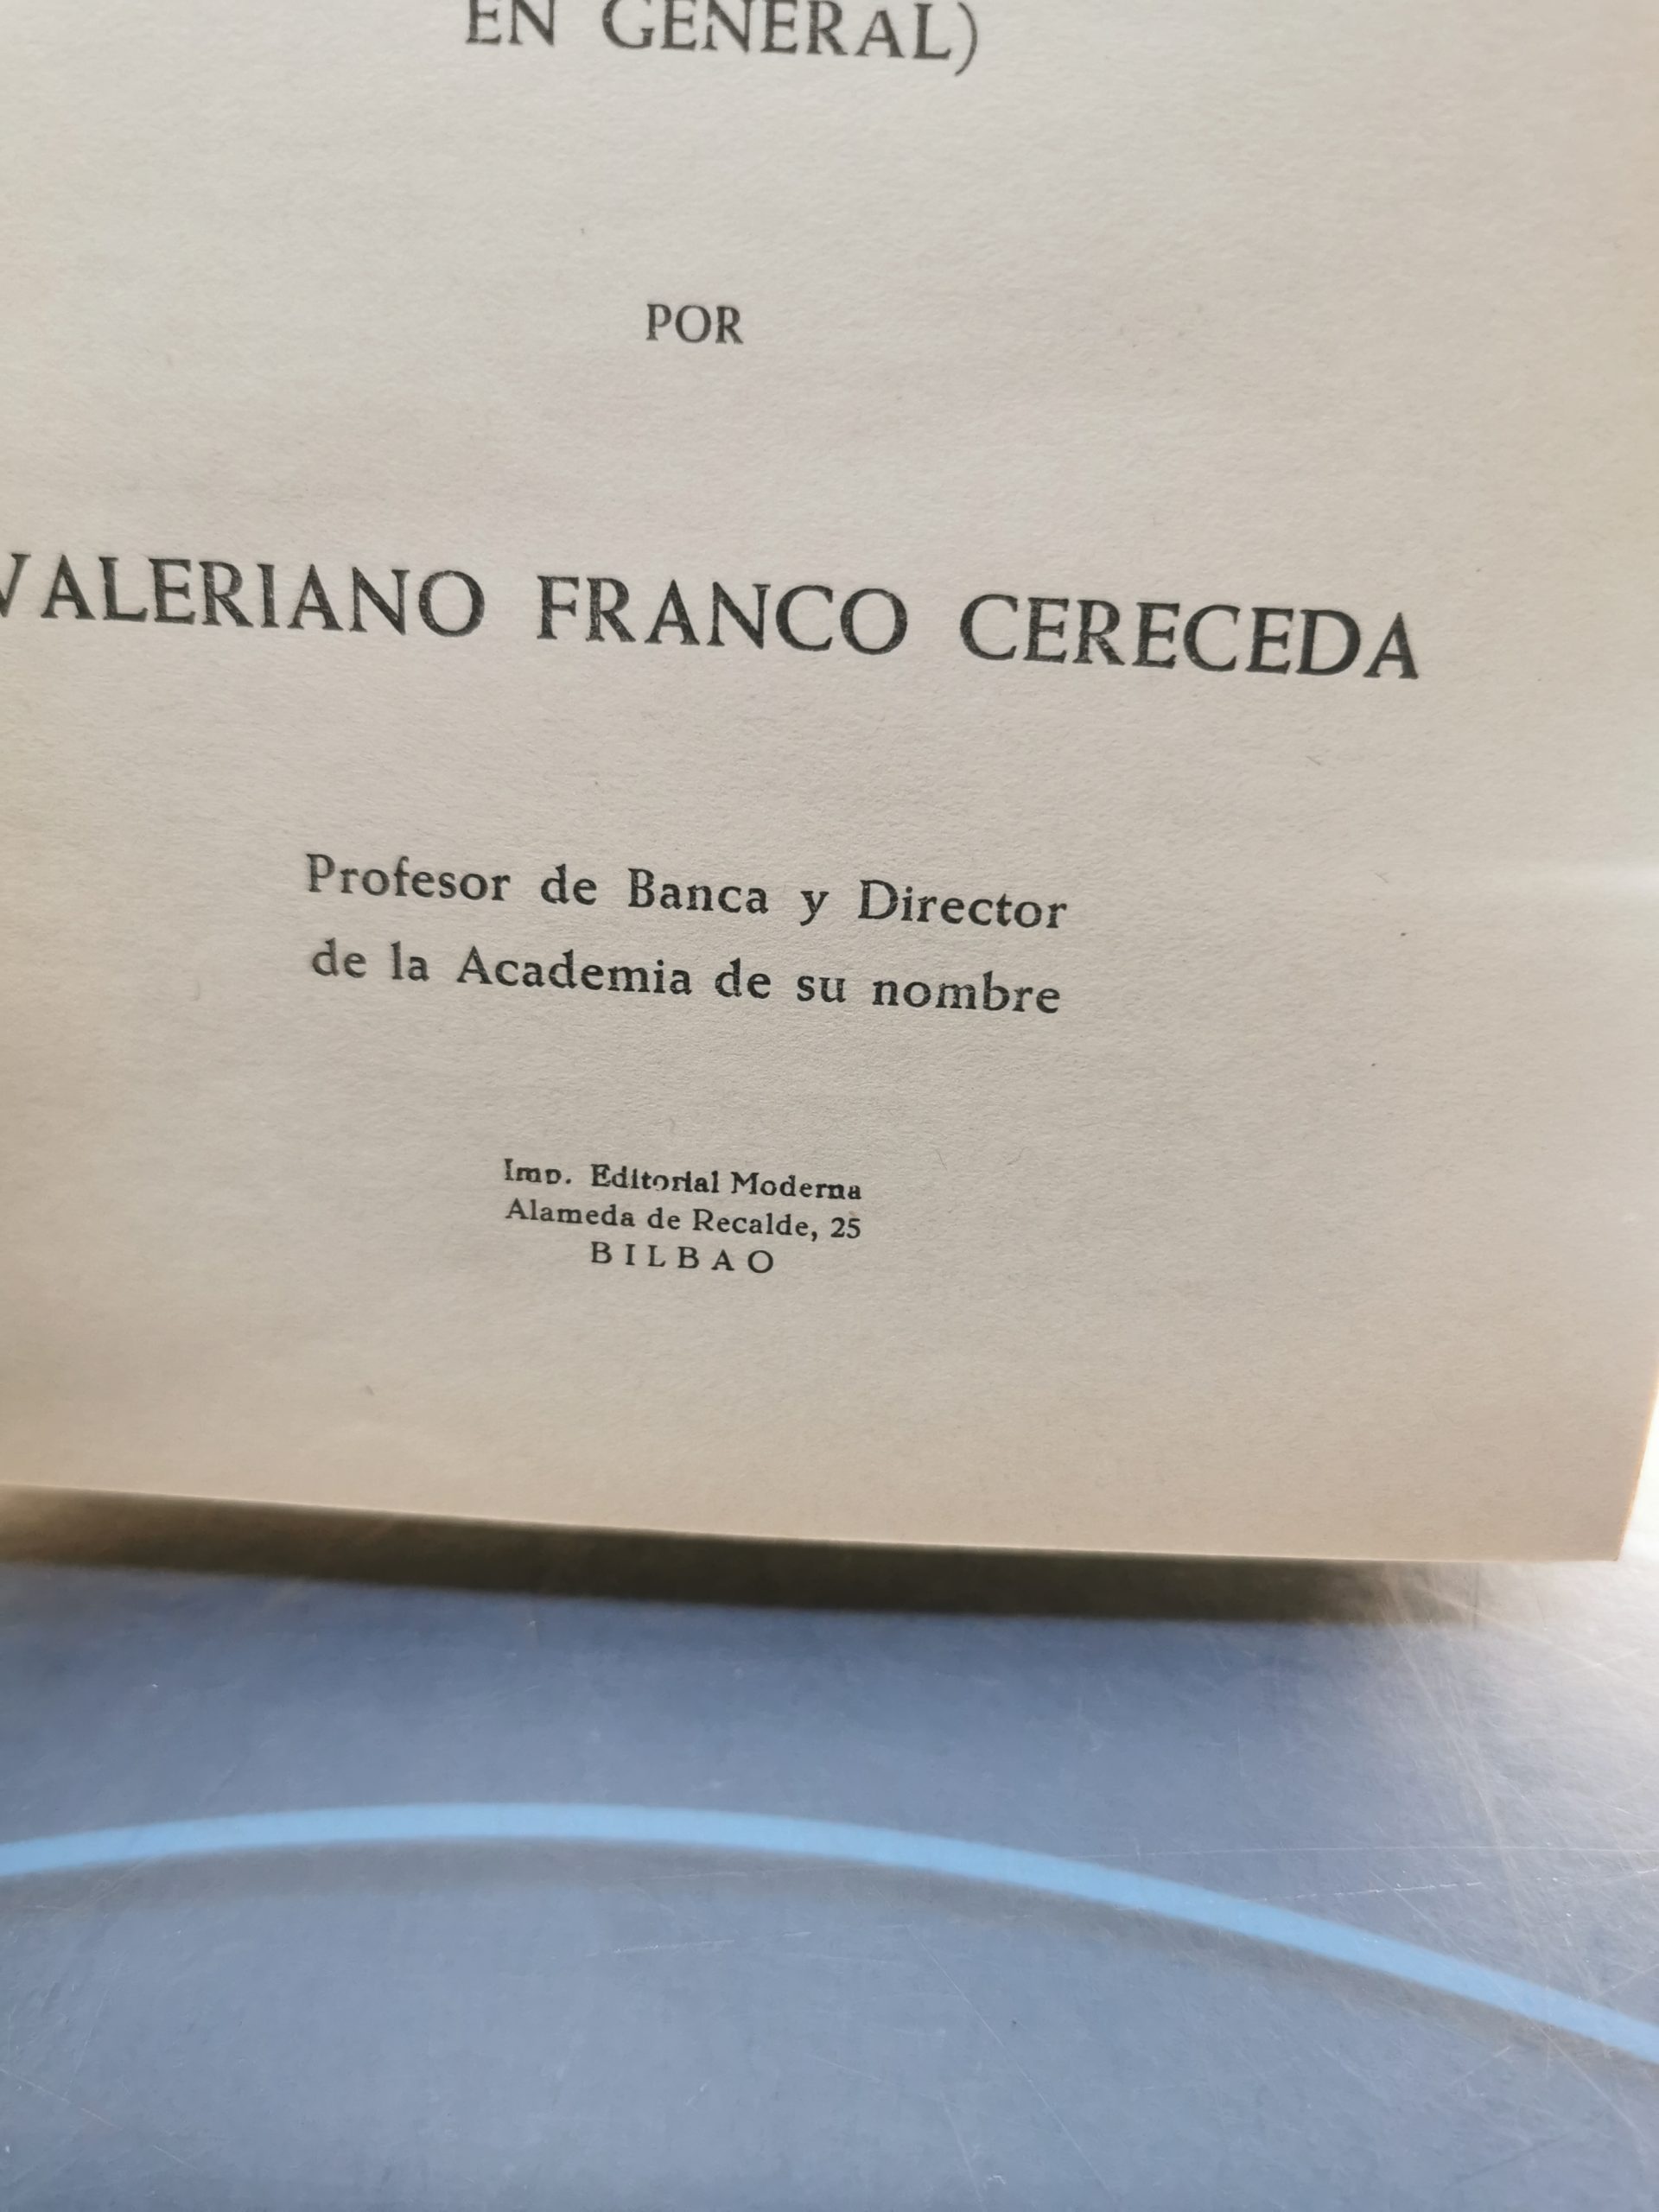 EN GENERAL)
POR
VALERIANO FRANCO CERECEDA
Profesor de Banca y Director
de la Academia de su nombre
Imp. Editorial Moderna
Alameda de Recalde, 25
BILBAO